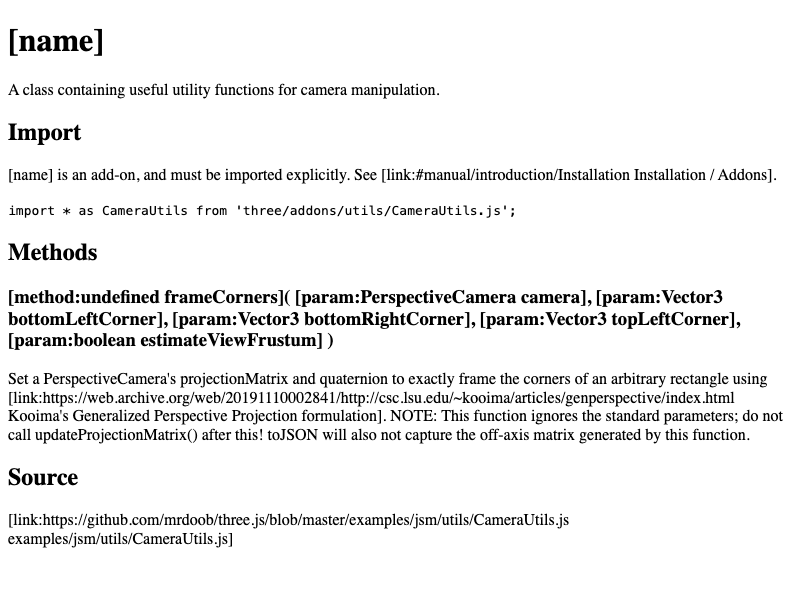 [name]
A class containing useful utility functions for camera manipulation.
Import
[name] is an add-on, and must be imported explicitly. See [link:#manual/introduction/Installation Installation / Addons].
import * as CameraUtils from 'three/addons/utils/CameraUtils.js';
Methods
[method:undefined frameCorners]( [param:PerspectiveCamera camera], [param:Vector3
bottomLeftCorner], [param:Vector3 bottomRightCorner], [param:Vector3 topLeftCorner],
[param:boolean estimateViewFrustum] )
Set a PerspectiveCamera's projectionMatrix and quaternion to exactly frame the corners of an arbitrary rectangle using
[link:https://web.archive.org/web/20191110002841/http://csc.lsu.edu/~kooima/articles/genperspective/index.html
Kooima's Generalized Perspective Projection formulation]. NOTE: This function ignores the standard parameters; do not
call updateProjectionMatrix() after this! toJSON will also not capture the off-axis matrix generated by this function.
Source
[link:https://github.com/mrdoob/three.js/blob/master/examples/jsm/utils/CameraUtils.js
examples/jsm/utils/CameraUtils.js]